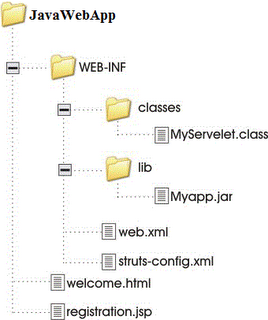 JavaWebApp
WEB-INF
classes
MyServelet.class
lib
Myapp.jar
web.xml
struts-config.xml
welcome.html
registration.jsp